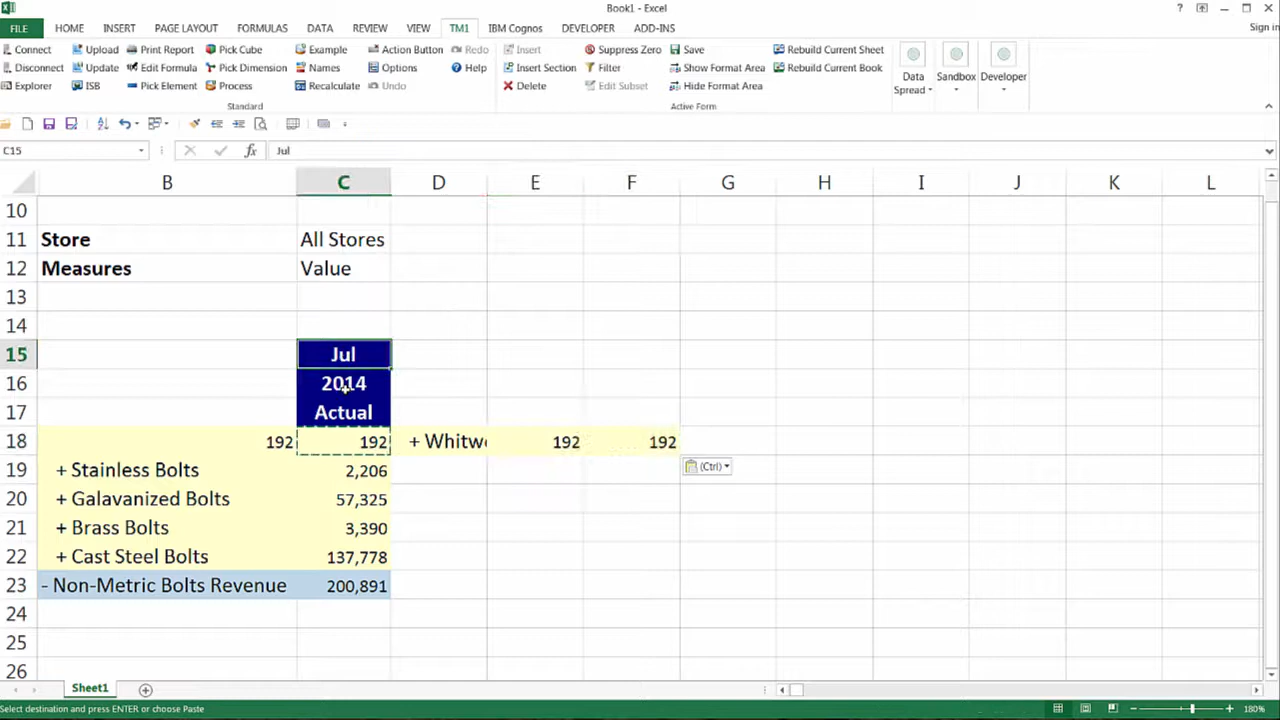 Book1 - Excel
? Sign in
FILE HOME INSERT PAGE LAYOUT FORMULAS DATA REVIEW VIEW TM1 IBM Cognos DEVELOPER ADD-INS
Connect Upload Print Report Pick Cube Example Action Button Redo Insert Suppress Zero Save Rebuild Current Sheet
Disconnect Update Edit Formula Pick Dimension Names Options Help Insert Section Filter Show Format Area Rebuild Current Book
Explorer ISB Pick Element Process Recalculate Undo Delete Edit Subset Hide Format Area
Data Spread Sandbox Developer
Standard Active Form
C15 fx Jul
B C D E F G H I J K L
10
11 Store All Stores
12 Measures Value
13
14
15 Jul
16 2014
17 Actual
18 192 192 + Whitw 192 192
19 + Stainless Bolts 2,206
(Ctrl)
20 + Galavanized Bolts 57,325
21 + Brass Bolts 3,390
22 + Cast Steel Bolts 137,778
23 - Non-Metric Bolts Revenue 200,891
24
25
26
Sheet1
Select destination and press ENTER or choose Paste 180%